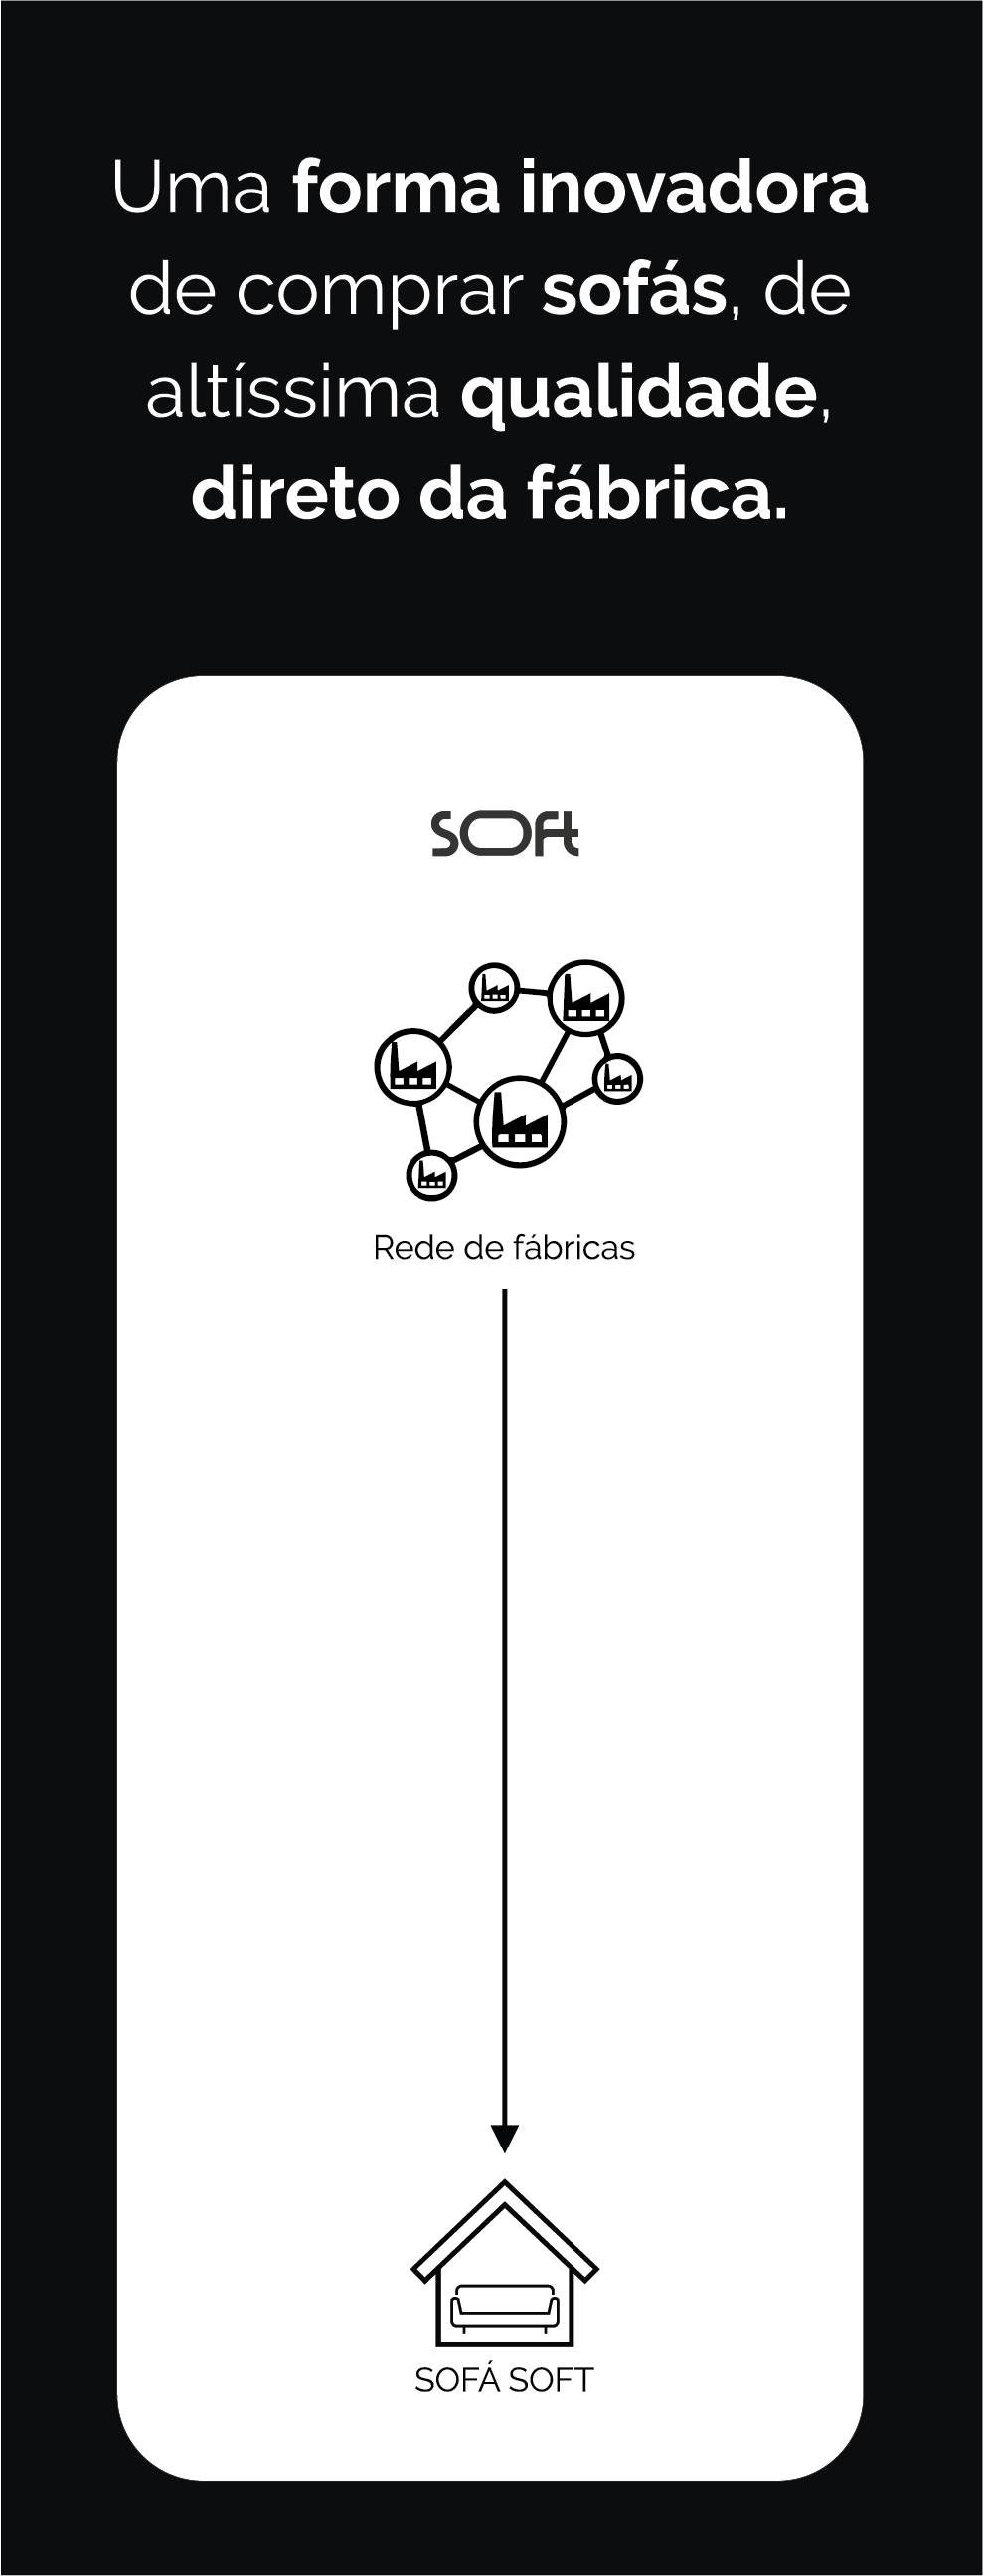 Uma forma inovadora
de comprar sofás, de
altíssima qualidade,
direto da fábrica.
soft
Rede de fábricas
SOFÁ SOFT